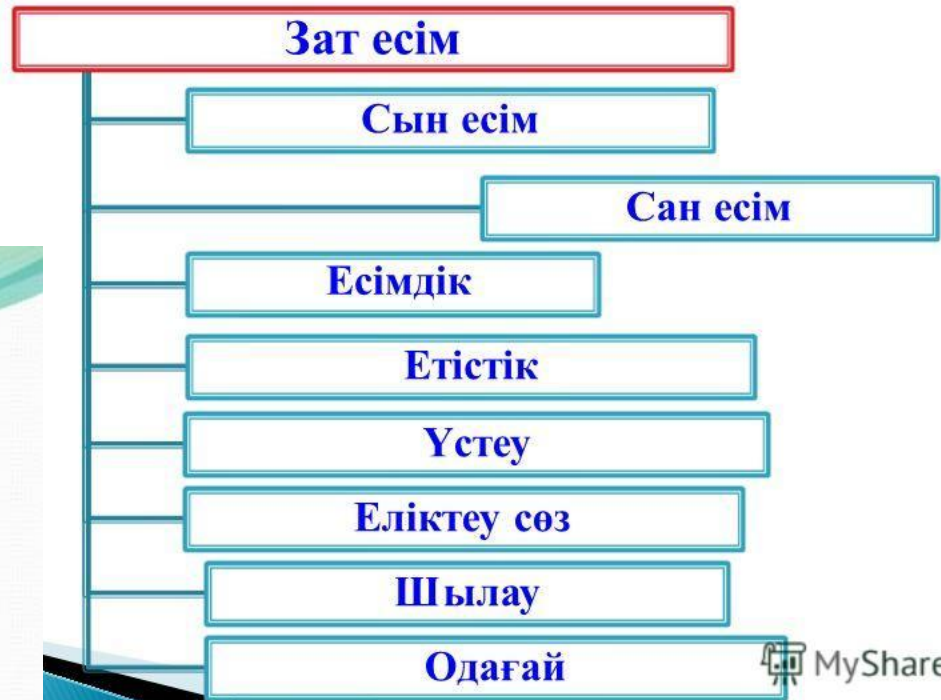 Зат есім
Сын есім
Сан есім
Есімдік
Етістік
Үстеу
Еліктеу сөз
Шылау
Одағай
MyShare